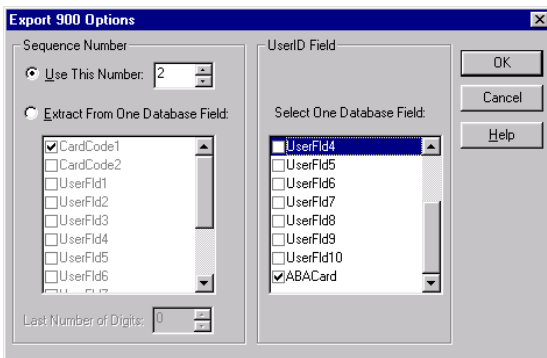 Export 900 Options
Sequence Number
Use This Number: 2
Extract From One Database Field:
CardCode1
CardCode2
UserFld1
UserFld2
UserFld3
UserFld4
UserFld5
UserFld6
UserFld7
Last Number of Digits: 0
UserID Field
Select One Database Field:
UserFld4
UserFld5
UserFld6
UserFld7
UserFld8
UserFld9
UserFld10
ABACard
OK
Cancel
Help